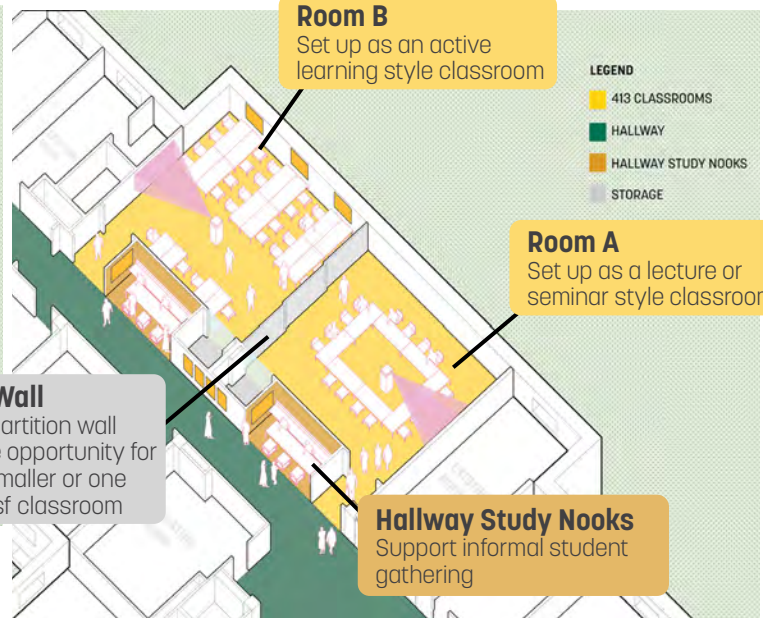 Room B
Set up as an active
learning style classroom
LEGEND
413 CLASSROOMS
HALLWAY
HALLWAY STUDY NOOKS
STORAGE
Room A
Set up as a lecture or
seminar style classroom
Wall
partition wall
opportunity for
smaller or one
sf classroom
Hallway Study Nooks
Support informal student
gathering